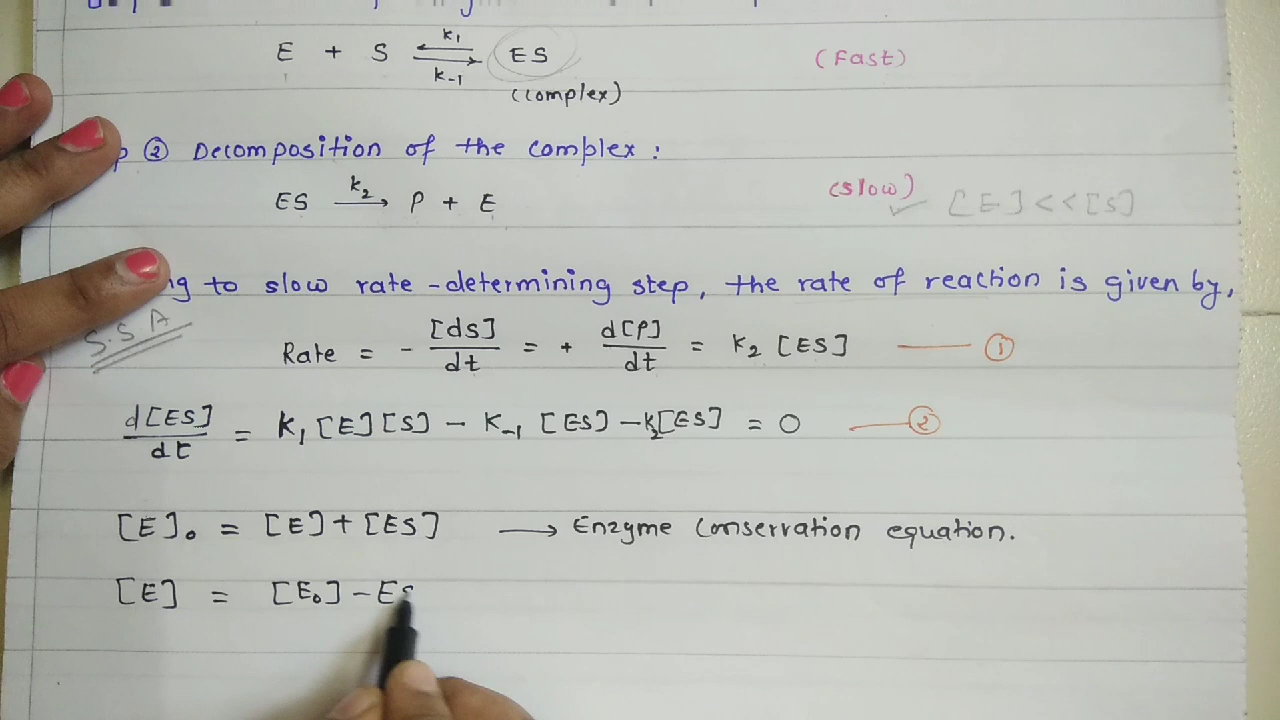 E + S ⇌ ES (Fast)
k₁
k₋₁
(complex)
② Decomposition of the complex :
ES —k₂→ P + E (slow) ✓ [E] << [S]
to slow rate-determining step, the rate of reaction is given by,
S.S.A
Rate = - [ds]/dt = + d[P]/dt = k₂ [ES] —— ①
d[ES]/dt = K₁ [E][S] - K₋₁ [ES] - k₂[ES] = 0 —— ②
[E]₀ = [E] + [ES] → Enzyme conservation equation.
[E] = [E₀] - ES